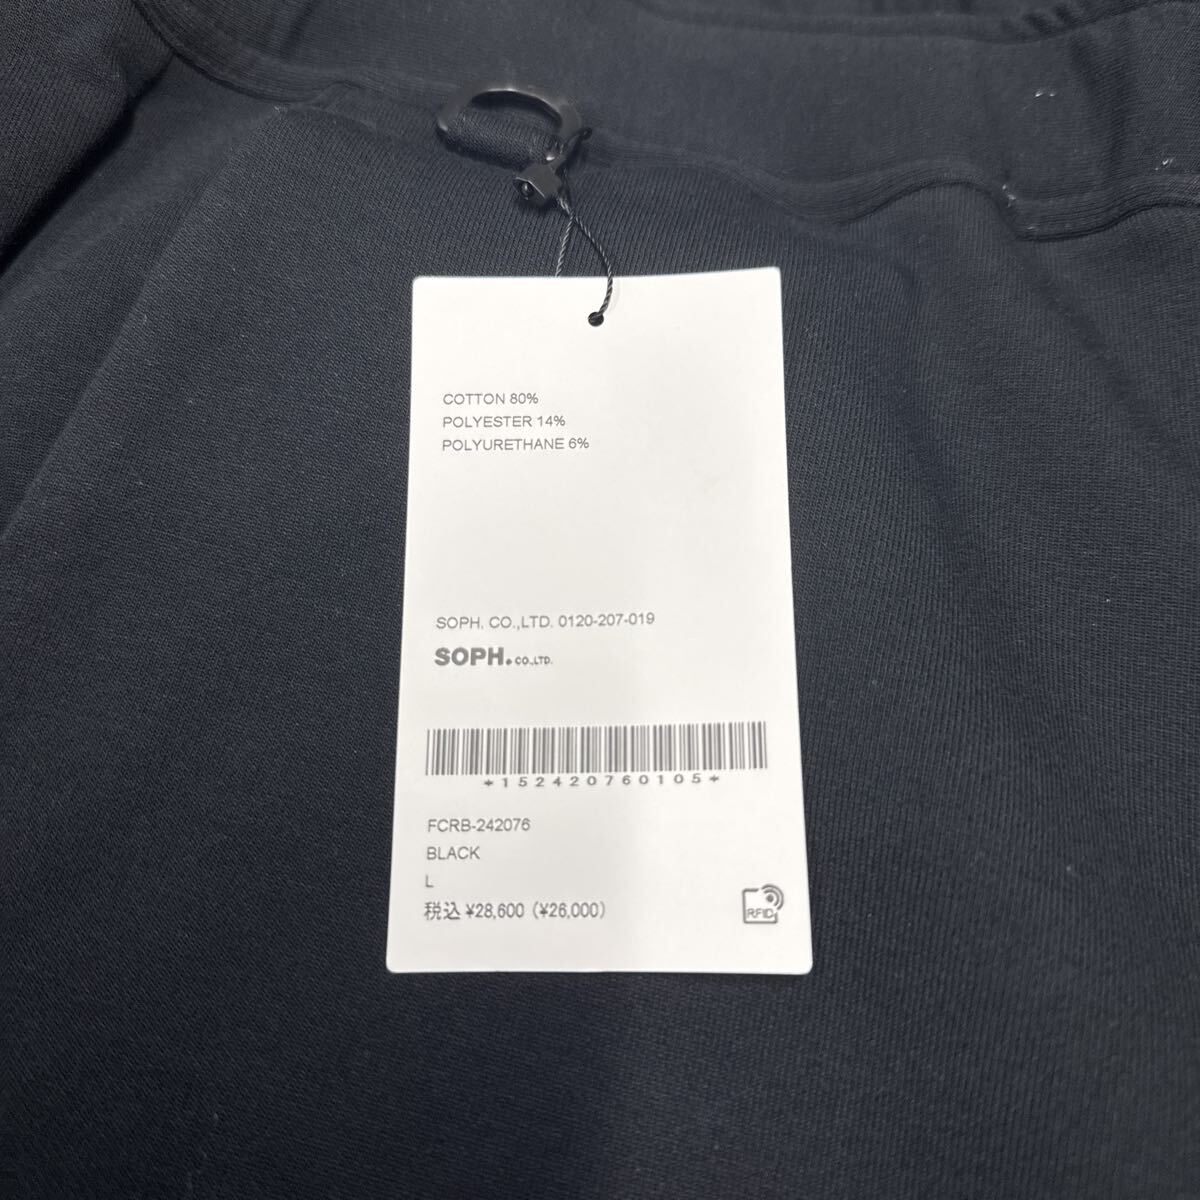 COTTON 80%
POLYESTER 14%
POLYURETHANE 6%
SOPH. CO.,LTD. 0120-207-019
SOPH. CO.,LTD.
*152420760105*
FCRB-242076
BLACK
L
税込 ¥28,600 (¥26,000)
RFID